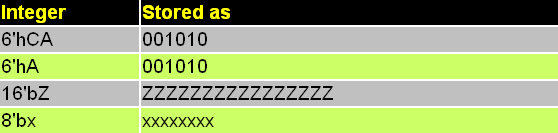 Integer Stored as
6'hCA 001010
6'hA 001010
16'bZ ZZZZZZZZZZZZZZZZ
8'bx xxxxxxxx